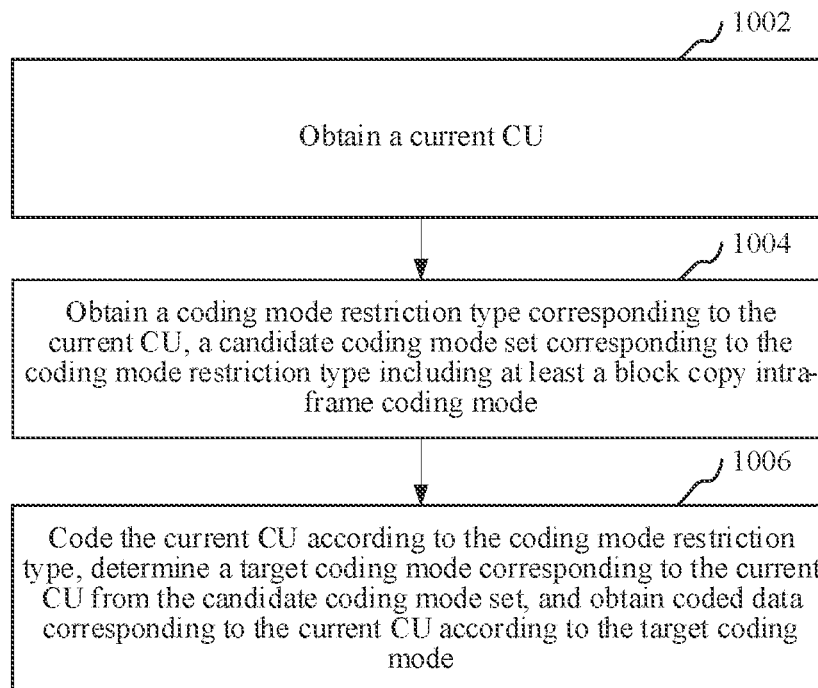 1002
Obtain a current CU
1004
Obtain a coding mode restriction type corresponding to the
current CU, a candidate coding mode set corresponding to the
coding mode restriction type including at least a block copy intra-
frame coding mode
1006
Code the current CU according to the coding mode restriction
type, determine a target coding mode corresponding to the current
CU from the candidate coding mode set, and obtain coded data
corresponding to the current CU according to the target coding
mode